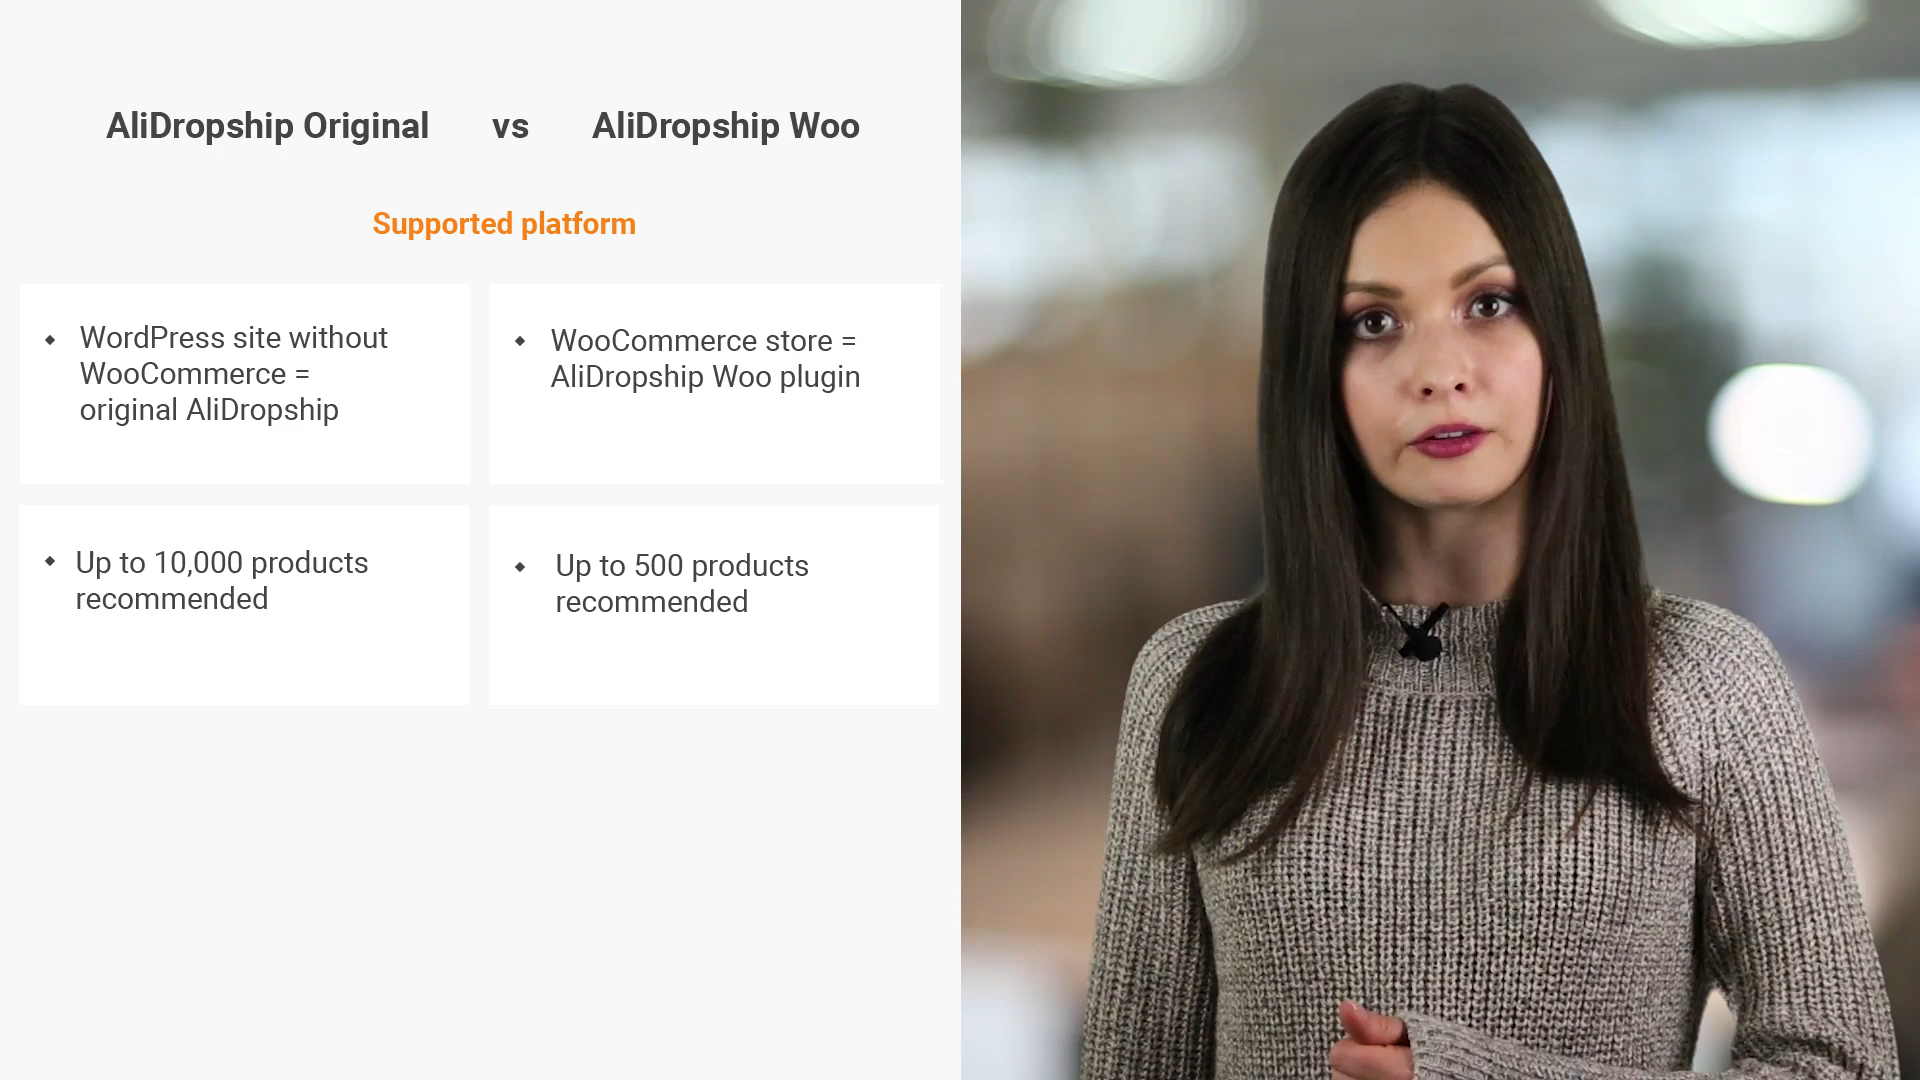 AliDropship Original vs AliDropship Woo
Supported platform
WordPress site without
WooCommerce =
original AliDropship
WooCommerce store =
AliDropship Woo plugin
Up to 10,000 products
recommended
Up to 500 products
recommended